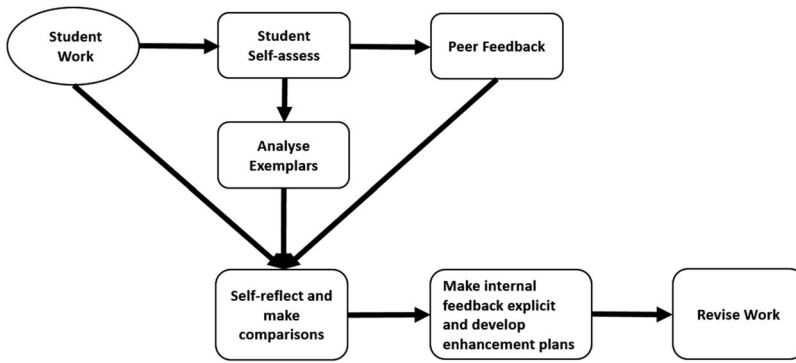 Student
Work
Student
Self-assess
Peer Feedback
Analyse
Exemplars
Self-reflect and
make
comparisons
Make internal
feedback explicit
and develop
enhancement plans
Revise Work